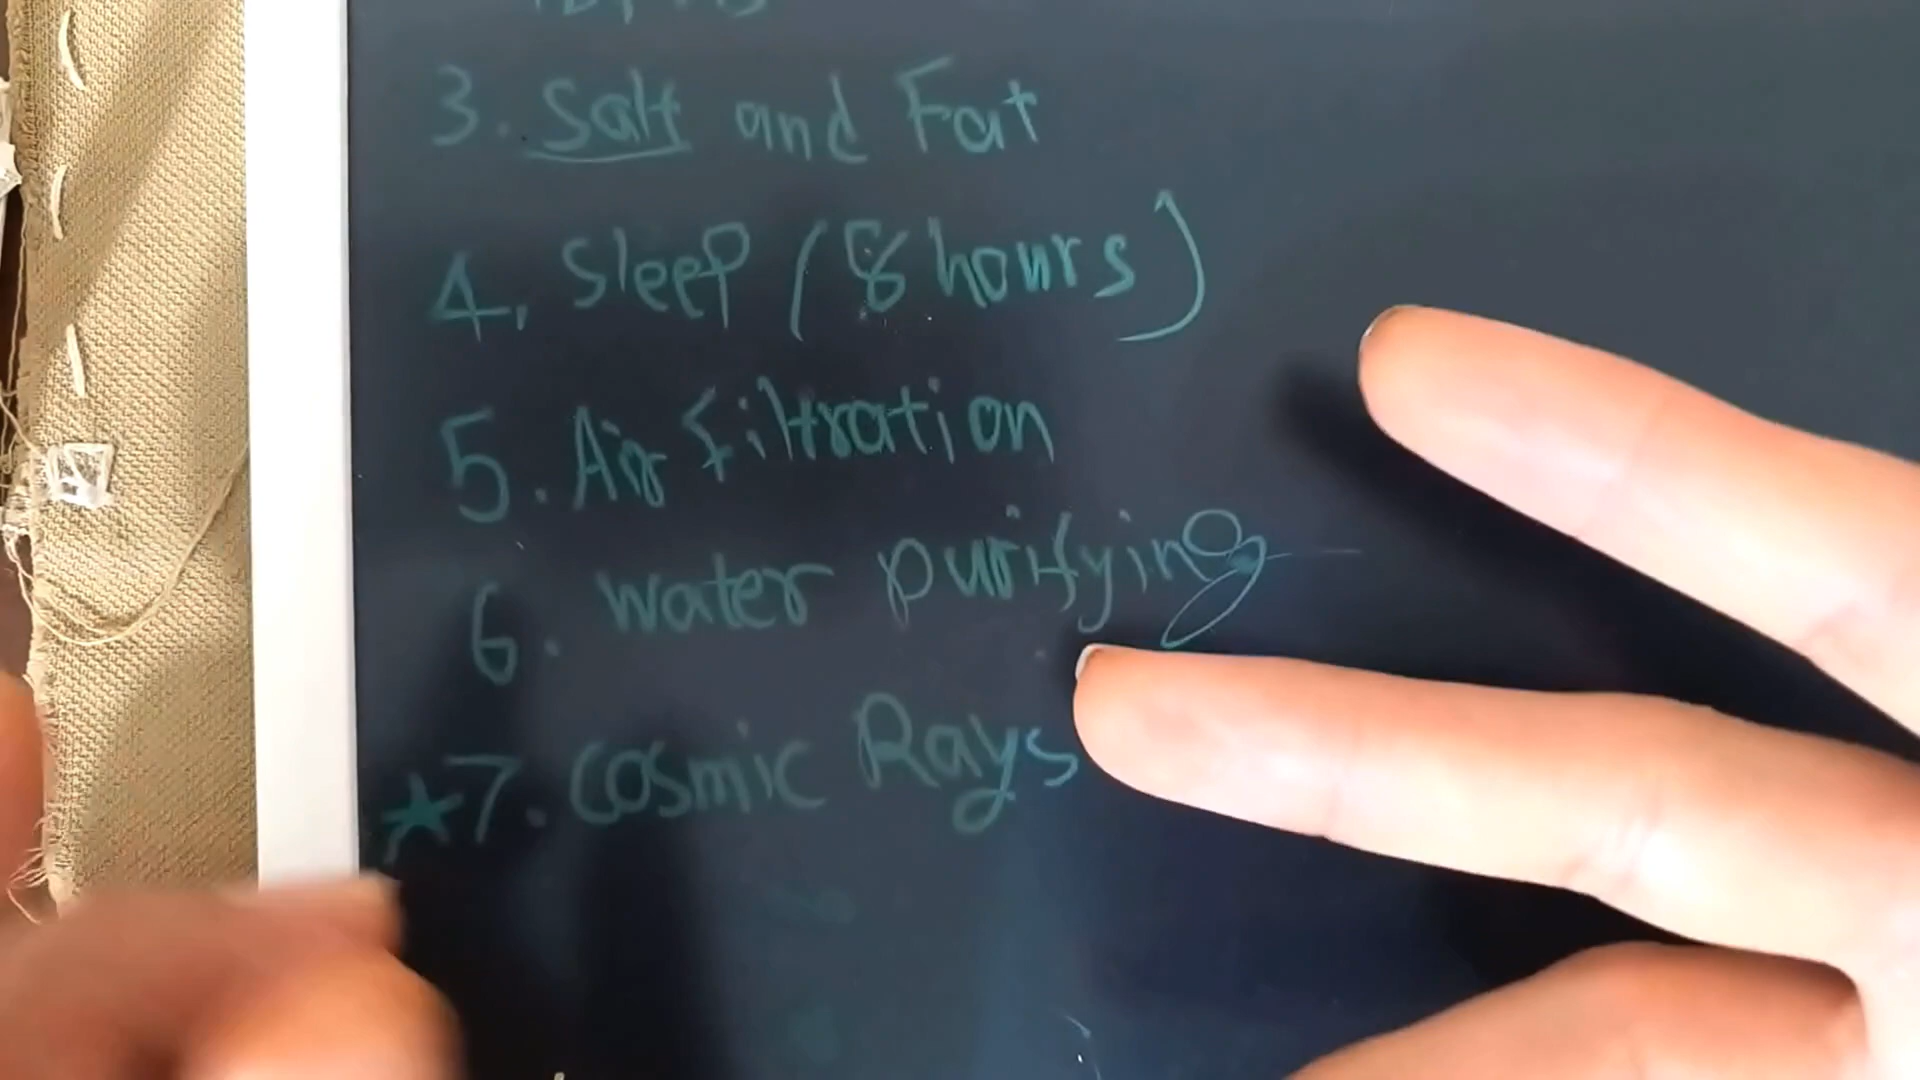 3. Salt and Fat
4. Sleep (8 hours)
5. Air filtration
6. water purifying
★7. Cosmic Rays